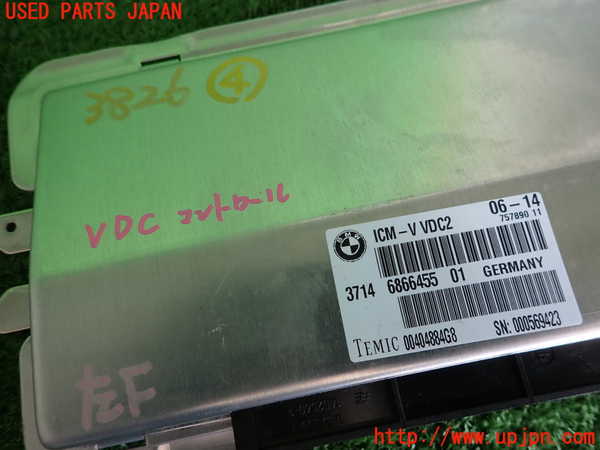 USED PARTS JAPAN
3826 ④
VDC コントロール
左F
BMW
ICM-V VDC2
06-14
757890 11
3714 6866455 01 GERMANY
TEMIC 00404884G8
SN: 000569423
http://www.upjpn.com